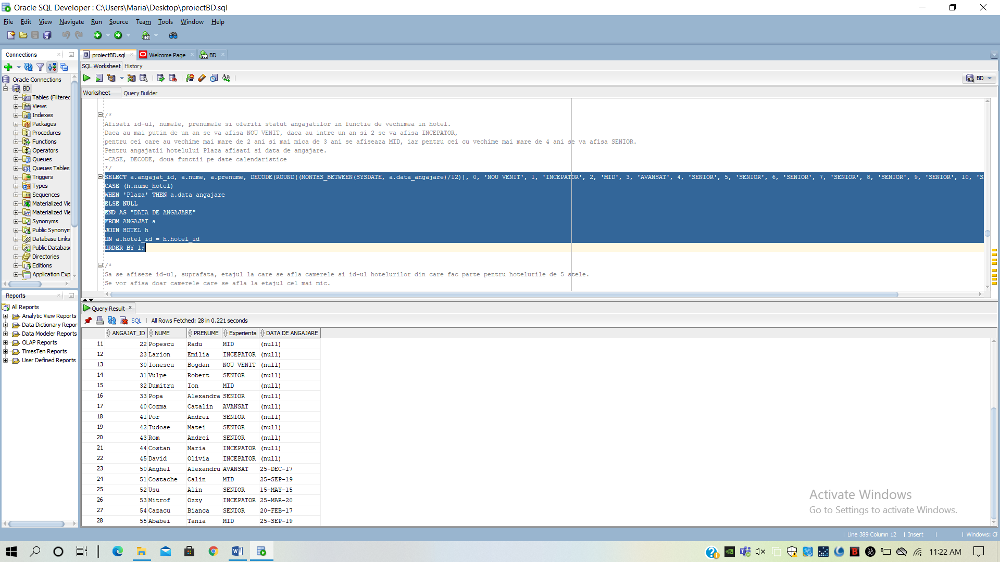 Oracle SQL Developer : C:\Users\Maria\Desktop\proiectBD.sql
File Edit View Navigate Run Source Team Tools Window Help
Connections
proiectBD.sql
Welcome Page
BD
SQL Worksheet History
BD
Worksheet Query Builder
Oracle Connections
BD
Tables (Filtered
Views
Indexes
Packages
Procedures
Functions
Operators
Queues
Queues Tables
Triggers
Types
Sequences
Materialized Vie
Materialized Vie
Synonyms
Public Synonym
Database Links
Public Database
Directories
Editions
Application Exp
/*
Afisati id-ul, numele, prenumele si oferiti statut angajatilor in functie de vechimea in hotel.
Daca au mai putin de un an se va afisa NOU VENIT, daca au intre un an si 2 se va afisa INCEPATOR,
pentru cei care au vechime mai mare de 2 ani si mai mica de 3 ani se afiseaza MID, iar pentru cei cu vechime mai mare de 4 ani se va afisa SENIOR.
Pentru angajatii hotelului Plaza afisati si data de angajare.
-CASE, DECODE, doua functii pe date calendaristice
*/
SELECT a.angajat_id, a.nume, a.prenume, DECODE(ROUND((MONTHS_BETWEEN(SYSDATE, a.data_angajare)/12)), 0, 'NOU VENIT', 1, 'INCEPATOR', 2, 'MID', 3, 'AVANSAT', 4, 'SENIOR', 5, 'SENIOR', 6, 'SENIOR', 7, 'SENIOR', 8, 'SENIOR', 9, 'SENIOR', 10, 'S
CASE (h.nume_hotel)
WHEN 'Plaza' THEN a.data_angajare
ELSE NULL
END AS "DATA DE ANGAJARE"
FROM ANGAJAT a
JOIN HOTEL h
ON a.hotel_id = h.hotel_id
ORDER BY 1;
/*
Sa se afiseze id-ul, suprafata, etajul la care se afla camerele si id-ul hotelurilor din care fac parte pentru hotelurile de 5 stele.
Se vor afisa doar camerele care se afla la etajul cel mai mic.
Reports
All Reports
Analytic View Reports
Data Dictionary Repor
Data Modeler Reports
OLAP Reports
TimesTen Reports
User Defined Reports
Query Result
SQL | All Rows Fetched: 28 in 0.221 seconds
ANGAJAT_ID NUME PRENUME Experienta DATA DE ANGAJARE
11 22 Popescu Radu MID (null)
12 23 Larion Emilia INCEPATOR (null)
13 30 Ionescu Bogdan NOU VENIT (null)
14 31 Vulpe Robert SENIOR (null)
15 32 Dumitru Ion MID (null)
16 33 Popa Alexandra SENIOR (null)
17 40 Cozma Catalin AVANSAT (null)
18 41 Por Andrei SENIOR (null)
19 42 Tudose Matei SENIOR (null)
20 43 Rom Andrei SENIOR (null)
21 44 Costan Maria INCEPATOR (null)
22 45 David Olivia INCEPATOR (null)
23 50 Anghel Alexandru AVANSAT 25-DEC-17
24 51 Costache Calin MID 25-SEP-19
25 52 Usu Alin SENIOR 15-MAY-15
26 53 Mitrof Ozzy INCEPATOR 25-MAR-20
27 54 Cazacu Bianca SENIOR 20-FEB-17
28 55 Ababei Tania MID 25-SEP-19
Activate Windows
Go to Settings to activate Windows.
Line 389 Column 12 | Insert | | Windows: CF
11:22 AM